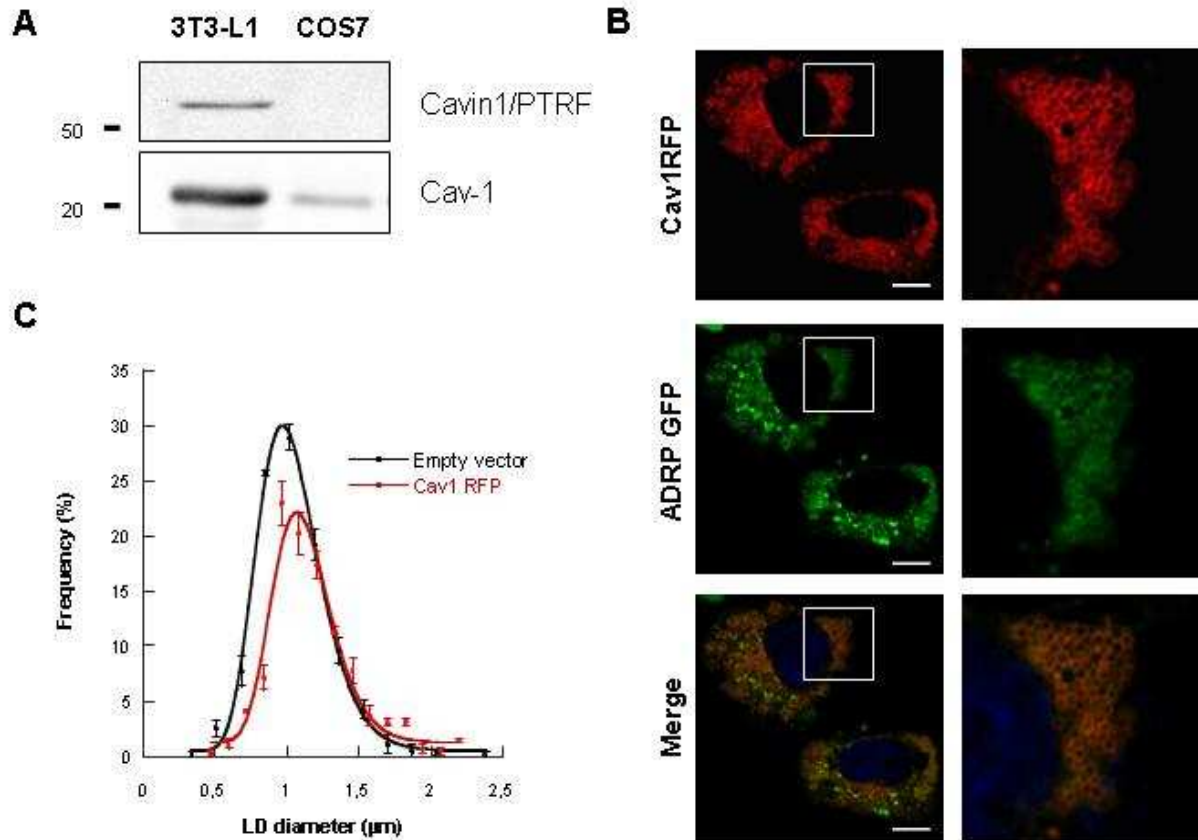 A
3T3-L1 COS7
50
Cavin1/PTRF
20
Cav-1
B
Cav1RFP
ADRP GFP
Merge
C
35
30
25
20
15
10
5
0
Frequency (%)
Empty vector
Cav1 RFP
0 0,5 1 1,5 2 2,5
LD diameter (µm)